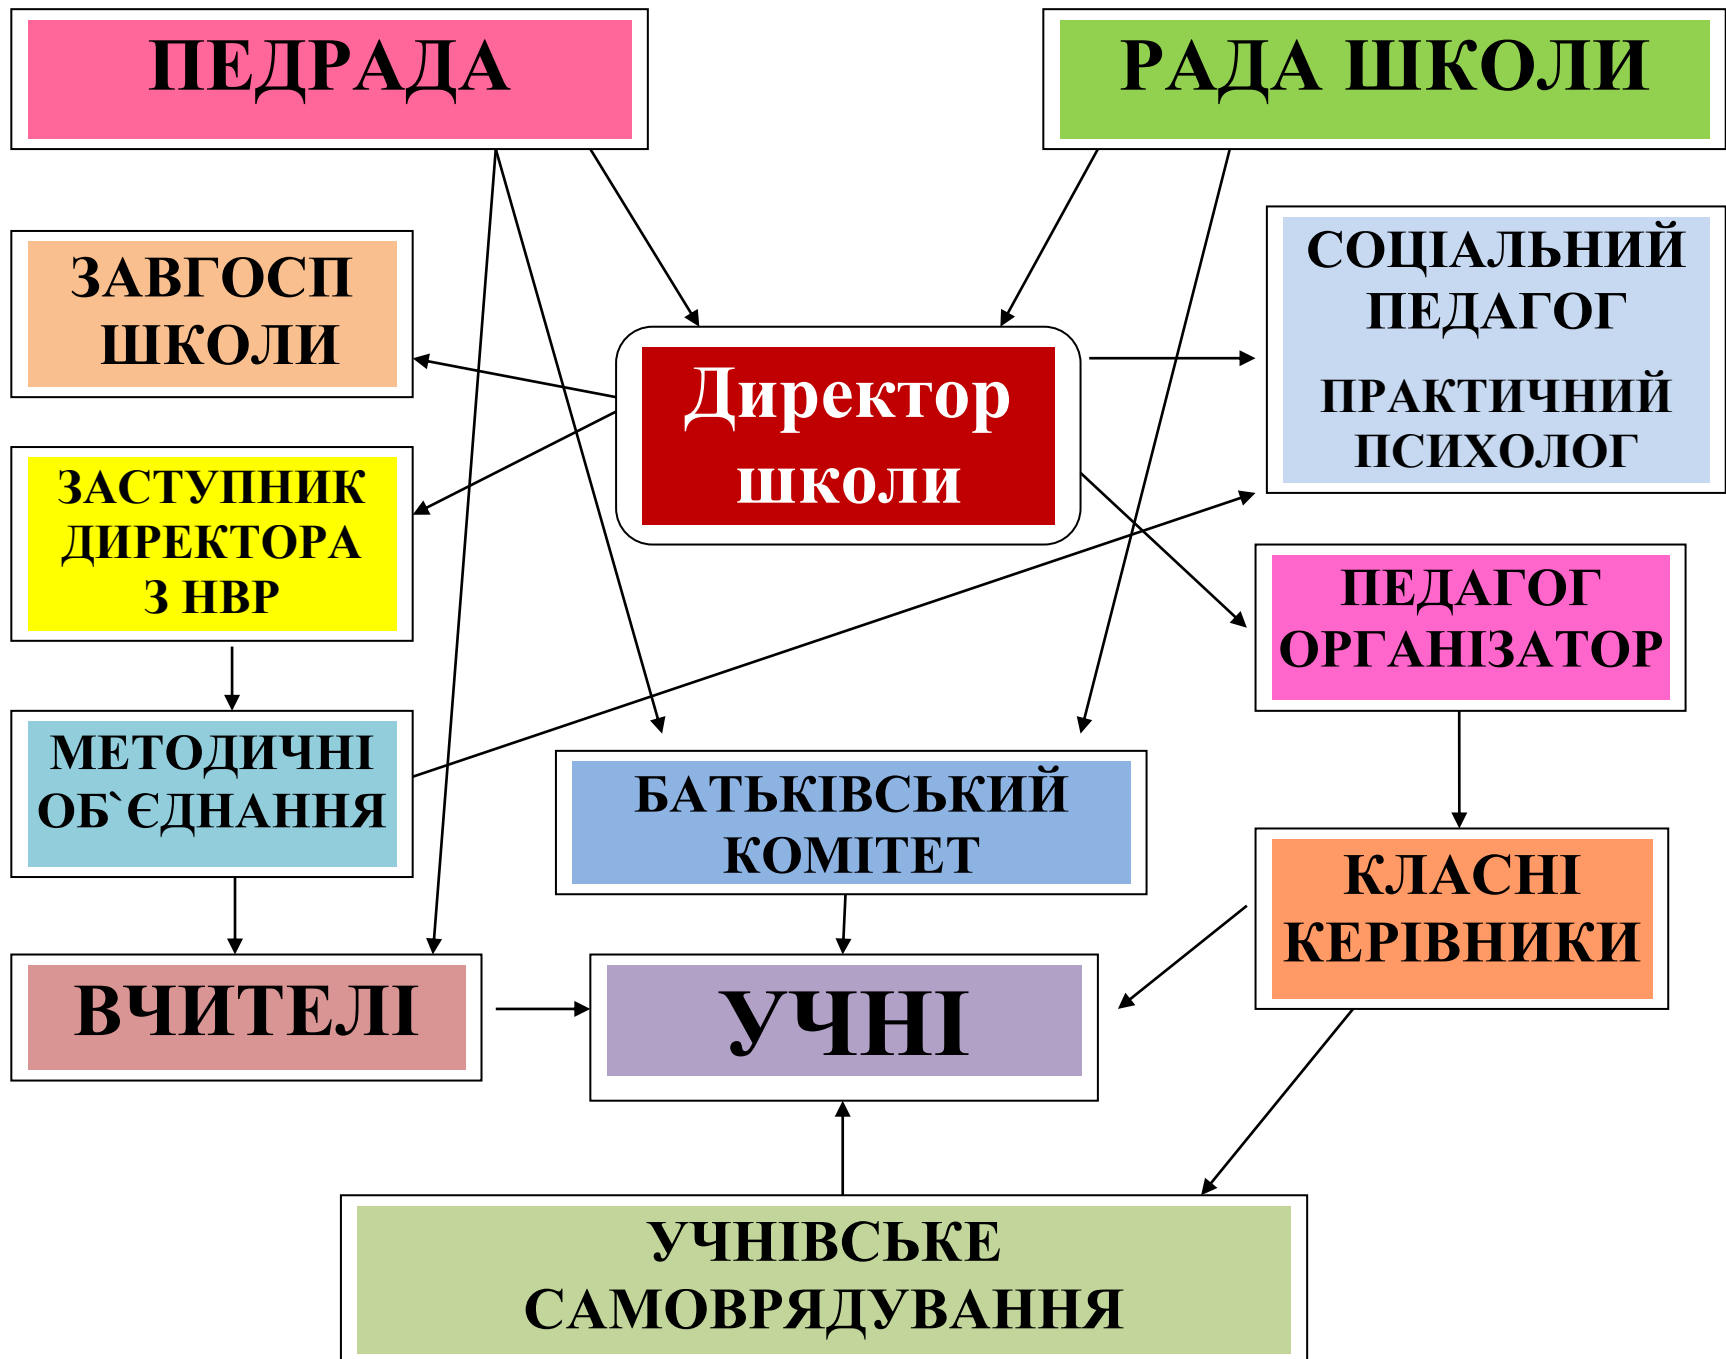 ПЕДРАДА
РАДА ШКОЛИ
ЗАВГОСП
ШКОЛИ
СОЦІАЛЬНИЙ
ПЕДАГОГ
ПРАКТИЧНИЙ
ПСИХОЛОГ
Директор
школи
ЗАСТУПНИК
ДИРЕКТОРА
З НВР
ПЕДАГОГ
ОРГАНІЗАТОР
МЕТОДИЧНІ
ОБ`ЄДНАННЯ
БАТЬКІВСЬКИЙ
КОМІТЕТ
КЛАСНІ
КЕРІВНИКИ
ВЧИТЕЛІ
УЧНІ
УЧНІВСЬКЕ
САМОВРЯДУВАННЯ